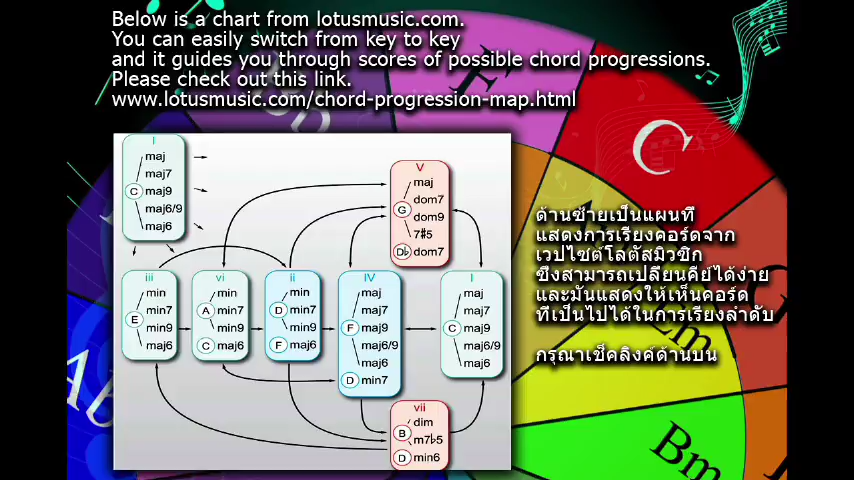 Below is a chart from lotusmusic.com.
You can easily switch from key to key
and it guides you through scores of possible chord progressions.
Please check out this link.
www.lotusmusic.com/chord-progression-map.html
I
maj
maj7
C maj9
maj6/9
maj6
V
maj
dom7
G dom9
7#5
D♭ dom7
iii
min
min7
E min9
maj6
vi
min
A min7
min9
C maj6
ii
min
D min7
min9
F maj6
IV
maj
maj7
F maj9
maj6/9
maj6
D min7
I
maj
maj7
C maj9
maj6/9
maj6
vii
dim
B m7♭5
D min6
ด้านซ้ายเป็นแผนที่
แสดงการเรียงคอร์ดจาก
เวปไซต์โลตัสมิวซิก
ซึ่งสามารถเปลี่ยนคีย์ได้ง่าย
และมันแสดงให้เห็นคอร์ด
ที่เป็นไปได้ในการเรียงลำดับ
กรุณาเช็คลิงค์ด้านบน
F
C
Ab
Em
Bm